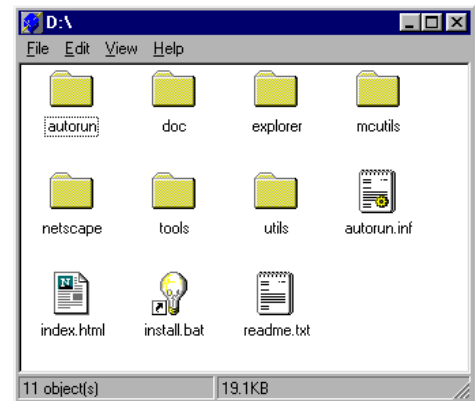 D:\
File Edit View Help
autorun doc explorer mcutils
netscape tools utils autorun.inf
N
index.html install.bat readme.txt
11 object(s) 19.1KB